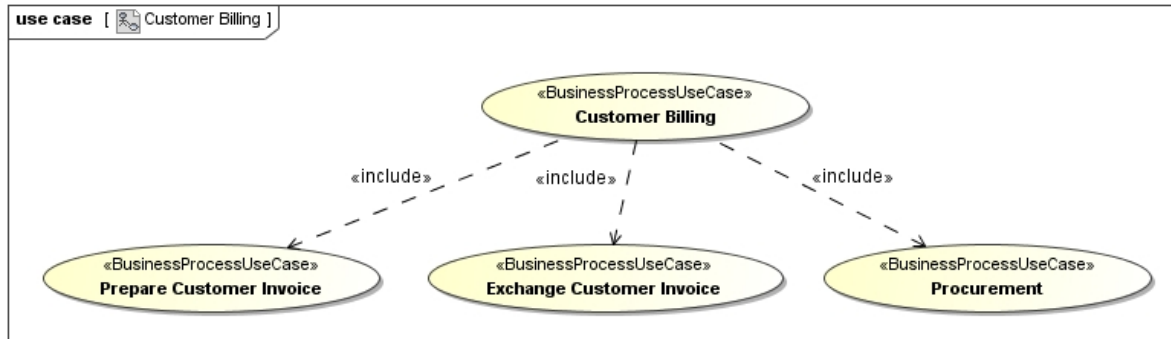 use case [ Customer Billing ]
«BusinessProcessUseCase»
Customer Billing
«include»
«include»
«include»
«BusinessProcessUseCase»
Prepare Customer Invoice
«BusinessProcessUseCase»
Exchange Customer Invoice
«BusinessProcessUseCase»
Procurement